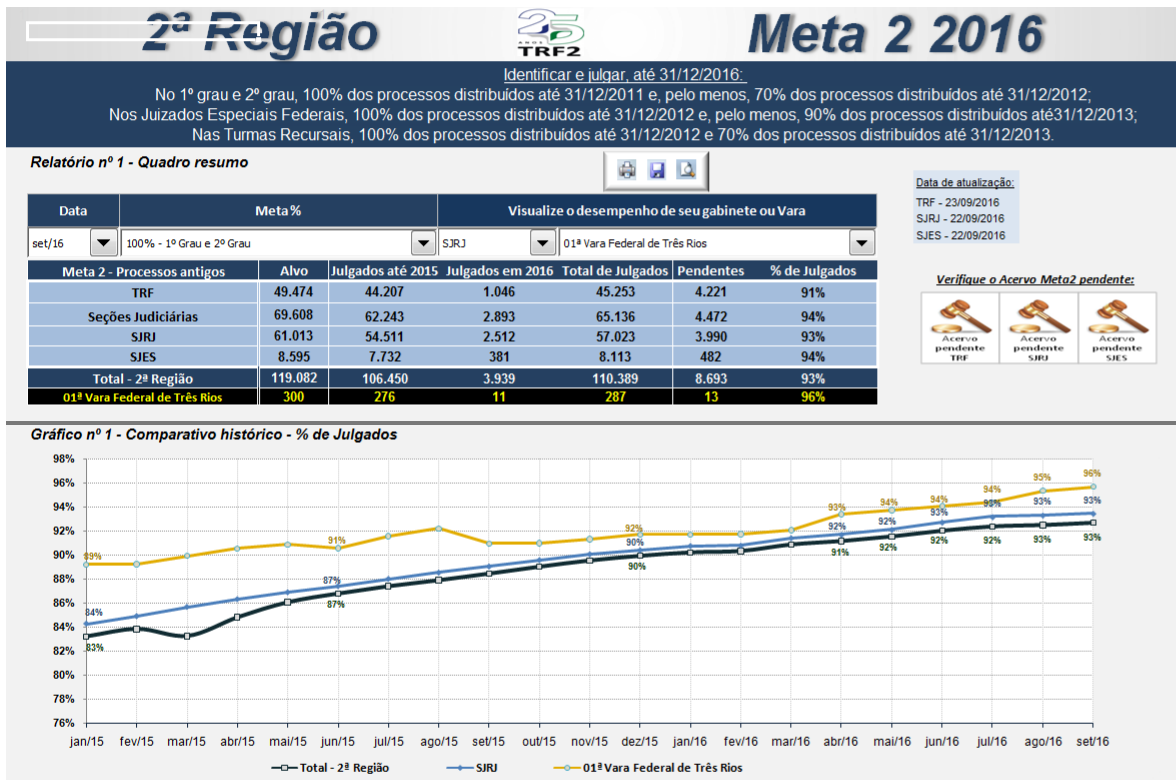 2ª Região
25
ANOS
TRF2
Meta 2 2016
Identificar e julgar, até 31/12/2016:
No 1º grau e 2º grau, 100% dos processos distribuídos até 31/12/2011 e, pelo menos, 70% dos processos distribuídos até 31/12/2012;
Nos Juizados Especiais Federais, 100% dos processos distribuídos até 31/12/2012 e, pelo menos, 90% dos processos distribuídos até31/12/2013;
Nas Turmas Recursais, 100% dos processos distribuídos até 31/12/2012 e 70% dos processos distribuídos até 31/12/2013.
Relatório nº 1 - Quadro resumo
Data de atualização:
TRF - 23/09/2016
SJRJ - 22/09/2016
SJES - 22/09/2016
Data Meta % Visualize o desempenho de seu gabinete ou Vara
set/16 100% - 1º Grau e 2º Grau SJRJ 01ª Vara Federal de Três Rios
Meta 2 - Processos antigos Alvo Julgados até 2015 Julgados em 2016 Total de Julgados Pendentes % de Julgados
TRF 49.474 44.207 1.046 45.253 4.221 91%
Seções Judiciárias 69.608 62.243 2.893 65.136 4.472 94%
SJRJ 61.013 54.511 2.512 57.023 3.990 93%
SJES 8.595 7.732 381 8.113 482 94%
Total - 2ª Região 119.082 106.450 3.939 110.389 8.693 93%
01ª Vara Federal de Três Rios 300 276 11 287 13 96%
Verifique o Acervo Meta2 pendente:
Acervo pendente TRF
Acervo pendente SJRJ
Acervo pendente SJES
Gráfico nº 1 - Comparativo histórico - % de Julgados
98%
96%
94%
92%
90%
88%
86%
84%
82%
80%
78%
76%
89% 91% 92% 93% 94% 94% 94% 95% 96%
84% 87% 90% 92% 92% 93% 93% 93% 93%
83% 87% 90% 91% 92% 92% 92% 93% 93%
jan/15 fev/15 mar/15 abr/15 mai/15 jun/15 jul/15 ago/15 set/15 out/15 nov/15 dez/15 jan/16 fev/16 mar/16 abr/16 mai/16 jun/16 jul/16 ago/16 set/16
Total - 2ª Região SJRJ 01ª Vara Federal de Três Rios